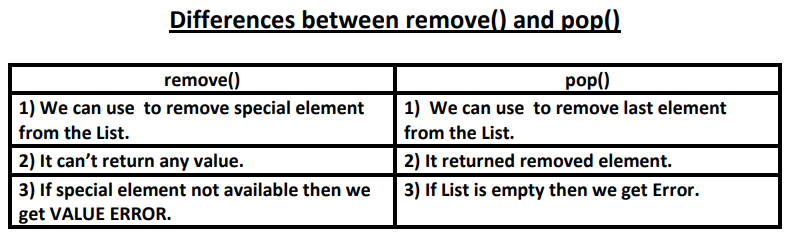 Differences between remove() and pop()
remove()
pop()
1) We can use to remove special element
from the List.
1) We can use to remove last element
from the List.
2) It can’t return any value.
2) It returned removed element.
3) If special element not available then we
get VALUE ERROR.
3) If List is empty then we get Error.